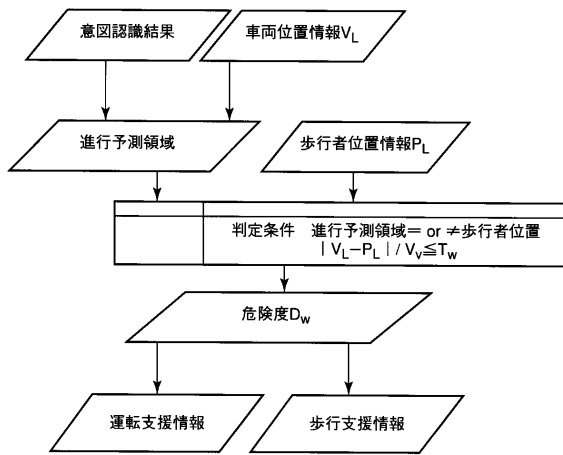 意図認識結果
車両位置情報V_L
進行予測領域
歩行者位置情報P_L
判定条件 進行予測領域= or ≠歩行者位置
| V_L−P_L | / V_v≦T_w
危険度D_w
運転支援情報
歩行支援情報